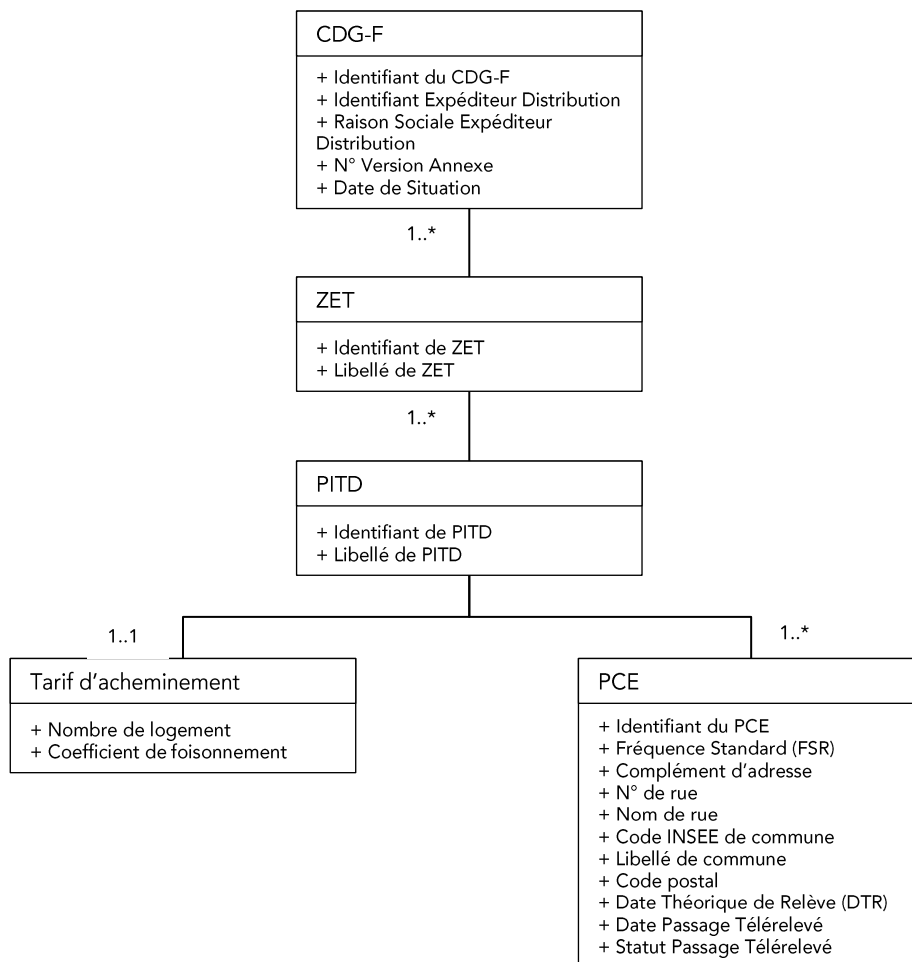 CDG-F
+ Identifiant du CDG-F
+ Identifiant Expéditeur Distribution
+ Raison Sociale Expéditeur
Distribution
+ N° Version Annexe
+ Date de Situation
1..*
ZET
+ Identifiant de ZET
+ Libellé de ZET
1..*
PITD
+ Identifiant de PITD
+ Libellé de PITD
1..1
1..*
Tarif d’acheminement
+ Nombre de logement
+ Coefficient de foisonnement
PCE
+ Identifiant du PCE
+ Fréquence Standard (FSR)
+ Complément d’adresse
+ N° de rue
+ Nom de rue
+ Code INSEE de commune
+ Libellé de commune
+ Code postal
+ Date Théorique de Relève (DTR)
+ Date Passage Télérelevé
+ Statut Passage Télérelevé